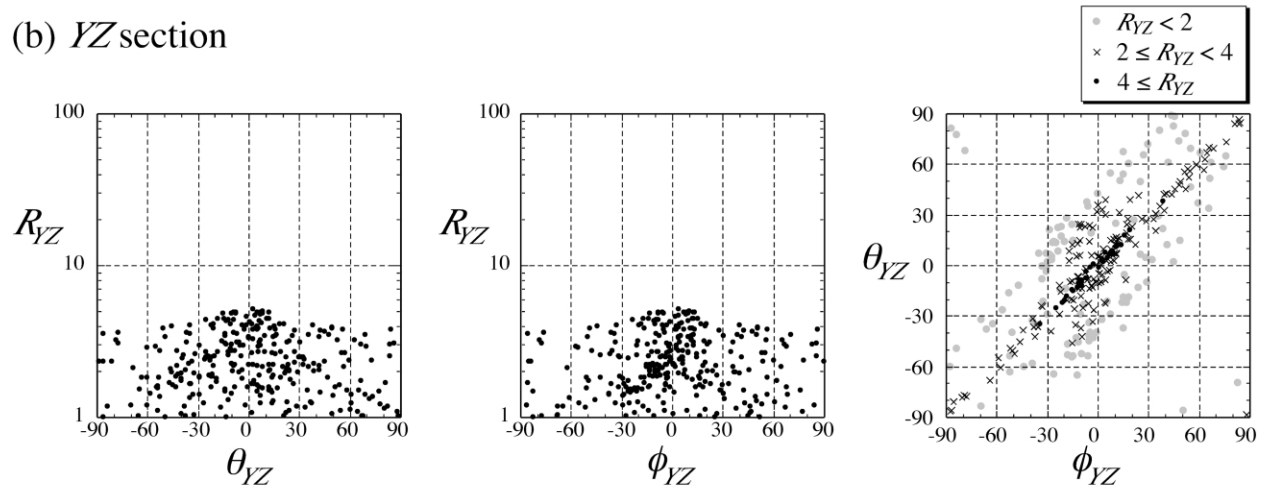 (b) YZ section
R_YZ < 2
2 ≤ R_YZ < 4
4 ≤ R_YZ
100
10
1
R_YZ
-90 -60 -30 0 30 60 90
θ_YZ
100
10
1
R_YZ
-90 -60 -30 0 30 60 90
ϕ_YZ
90
60
30
0
-30
-60
-90
θ_YZ
-90 -60 -30 0 30 60 90
ϕ_YZ